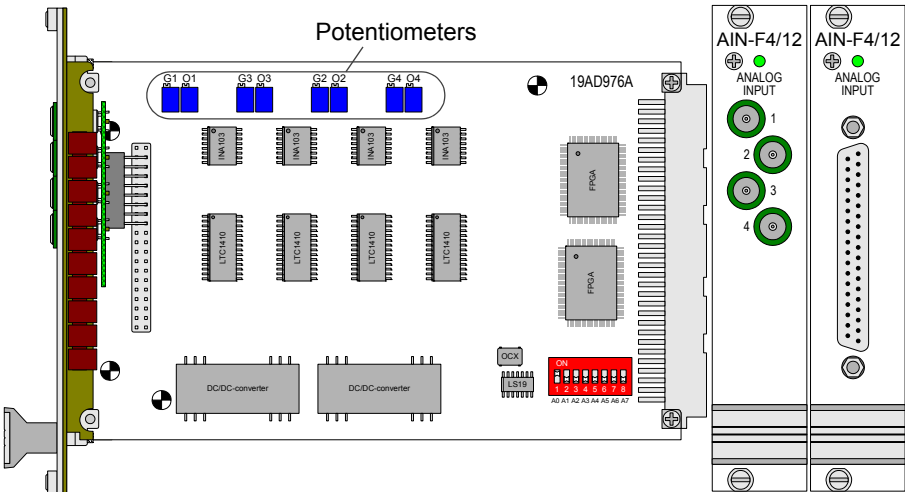 Potentiometers
G1 O1 G3 O3 G2 O2 G4 O4
19AD976A
INA103 INA103 INA103 INA103
FPGA
LTC1410 LTC1410 LTC1410 LTC1410
FPGA
DC/DC-converter DC/DC-converter
OCX
LS19
ON
1 2 3 4 5 6 7 8
A0 A1 A2 A3 A4 A5 A6 A7
AIN-F4/12
ANALOG
INPUT
1
2
3
4
AIN-F4/12
ANALOG
INPUT